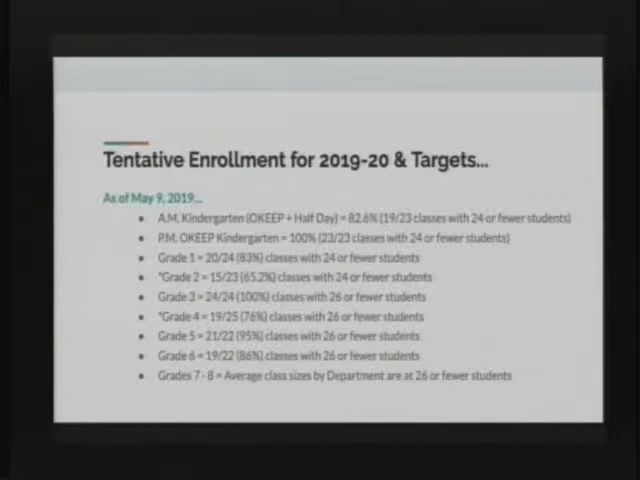 Tentative Enrollment for 2019-20 & Targets...
As of May 9, 2019...
• A.M. Kindergarten (OKEEP + Half Day) = 82.6% (19/23 classes with 24 or fewer students)
• P.M. OKEEP Kindergarten = 100% (23/23 classes with 24 or fewer students)
• Grade 1 = 20/24 (83%) classes with 24 or fewer students
• *Grade 2 = 15/23 (65.2%) classes with 24 or fewer students
• Grade 3 = 24/24 (100%) classes with 26 or fewer students
• *Grade 4 = 19/25 (76%) classes with 26 or fewer students
• Grade 5 = 21/22 (95%) classes with 26 or fewer students
• Grade 6 = 19/22 (86%) classes with 26 or fewer students
• Grades 7 - 8 = Average class sizes by Department are at 26 or fewer students